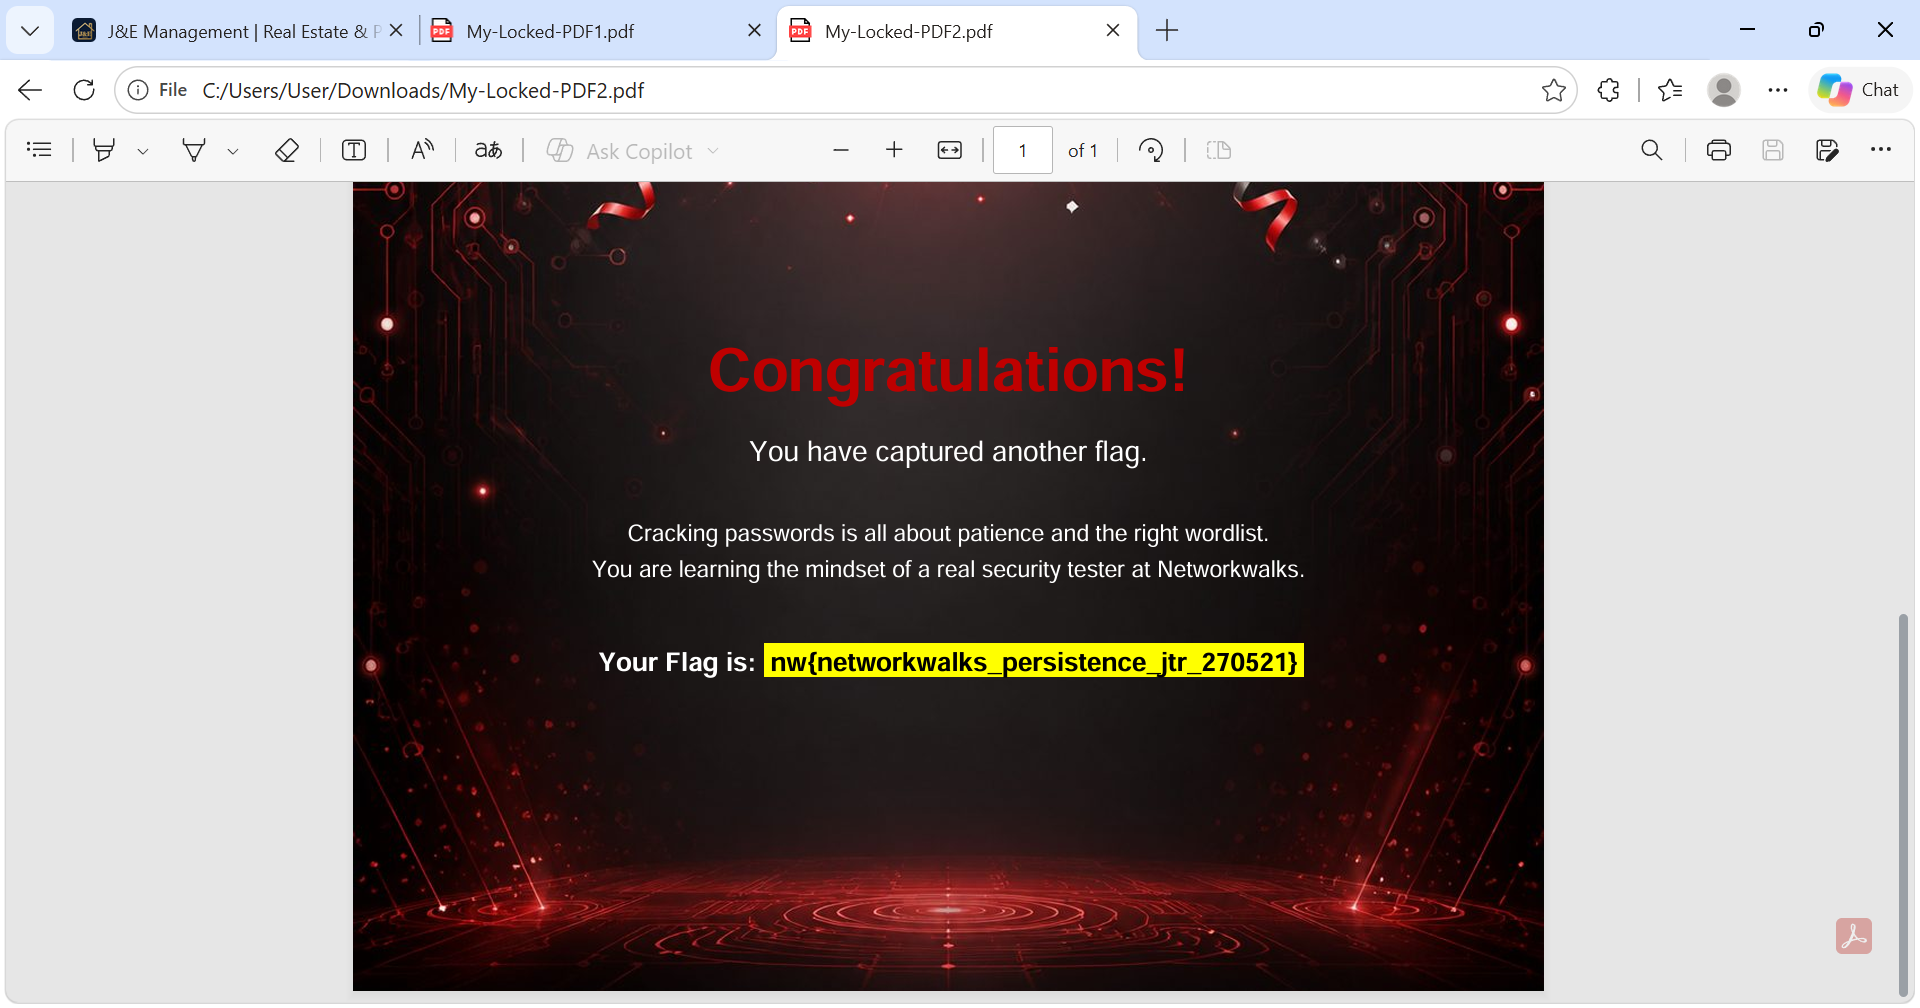 J&E Management | Real Estate & P
My-Locked-PDF1.pdf
My-Locked-PDF2.pdf
File C:/Users/User/Downloads/My-Locked-PDF2.pdf
Chat
Ask Copilot
1 of 1
Congratulations!
You have captured another flag.
Cracking passwords is all about patience and the right wordlist.
You are learning the mindset of a real security tester at Networkwalks.
Your Flag is: nw{networkwalks_persistence_jtr_270521}